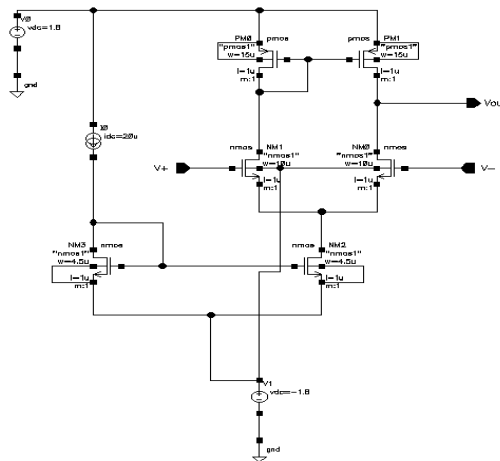 V0
vdc=1.8
gnd
PM0
pmos
"pmos1"
w=15u
l=1u
m:1
pmos
PM1
"pmos1"
w=15u
l=1u
m:1
Vou
I0
idc=20u
V+
nmos
NM1
"nmos1"
w=10u
l=1u
m:1
NM0
nmos
"nmos1"
w=10u
l=1u
m:1
V-
NM3
nmos
"nmos1"
w=4.5u
l=1u
m:1
nmos
NM2
"nmos1"
w=4.5u
l=1u
m:1
V1
vdc=-1.8
gnd